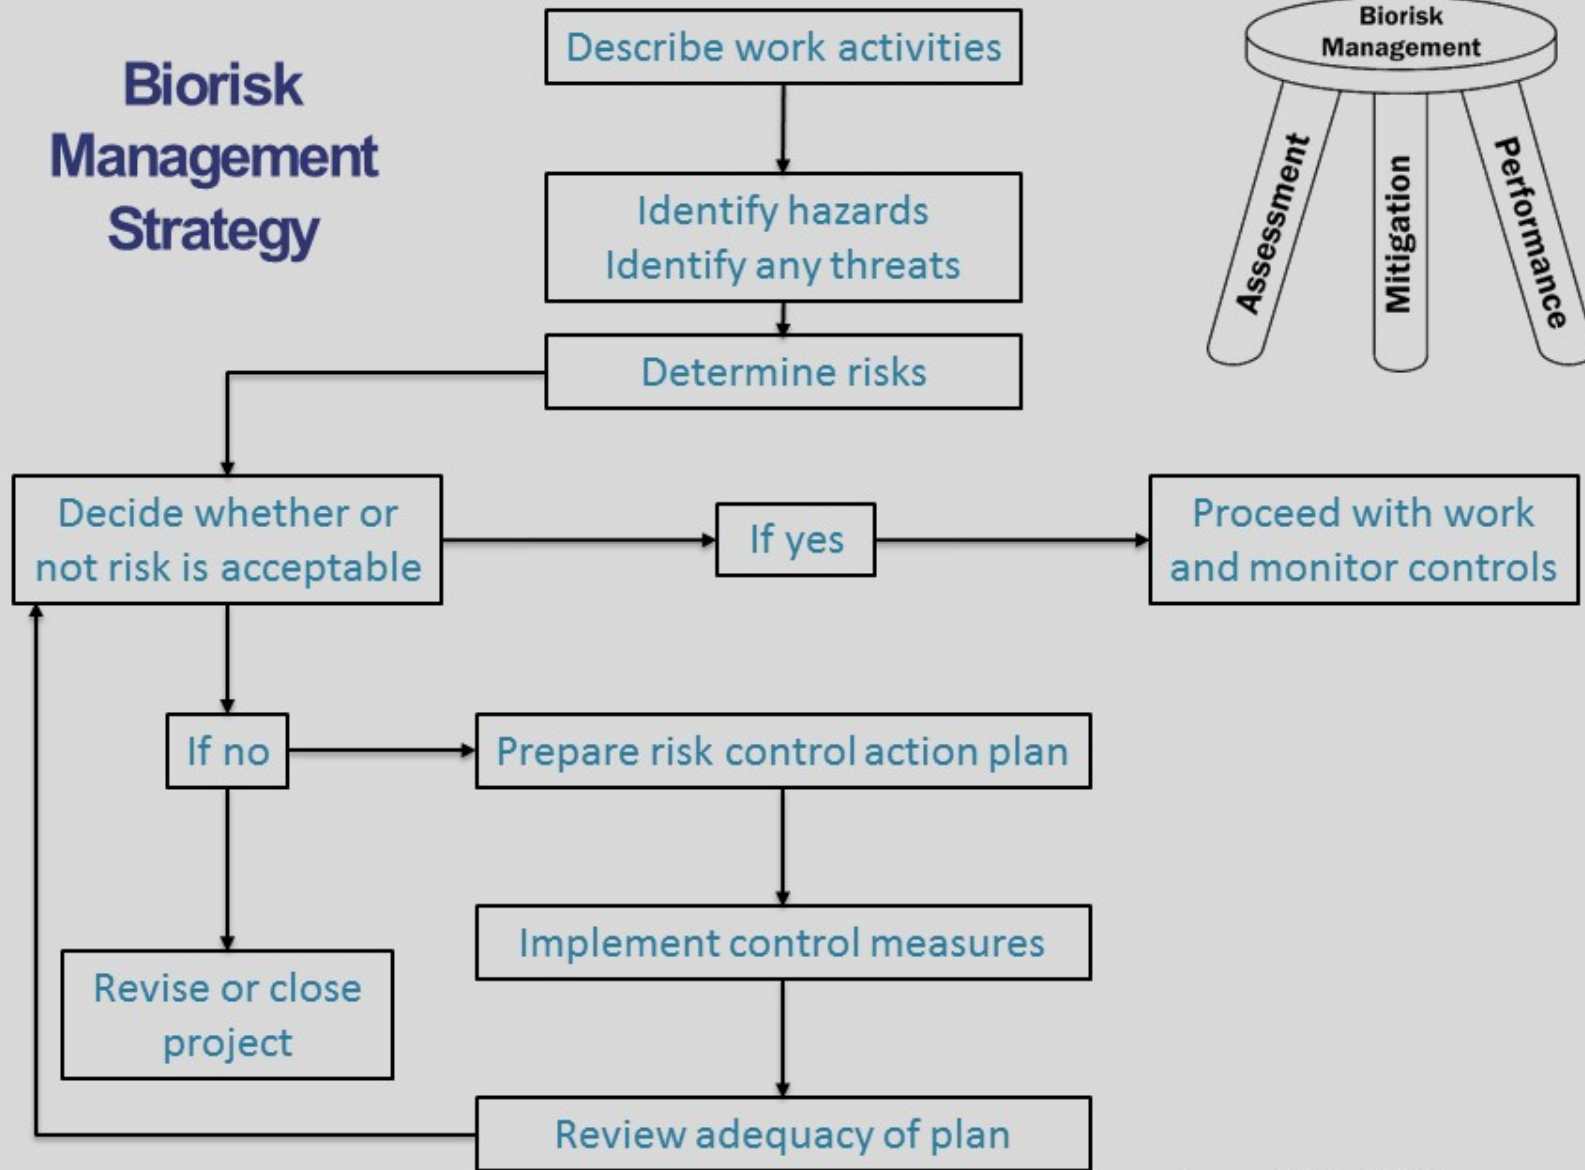 Biorisk
Management
Strategy
Describe work activities
Biorisk
Management
Assessment
Mitigation
Performance
Identify hazards
Identify any threats
Determine risks
Decide whether or
not risk is acceptable
If yes
Proceed with work
and monitor controls
If no
Prepare risk control action plan
Implement control measures
Revise or close
project
Review adequacy of plan